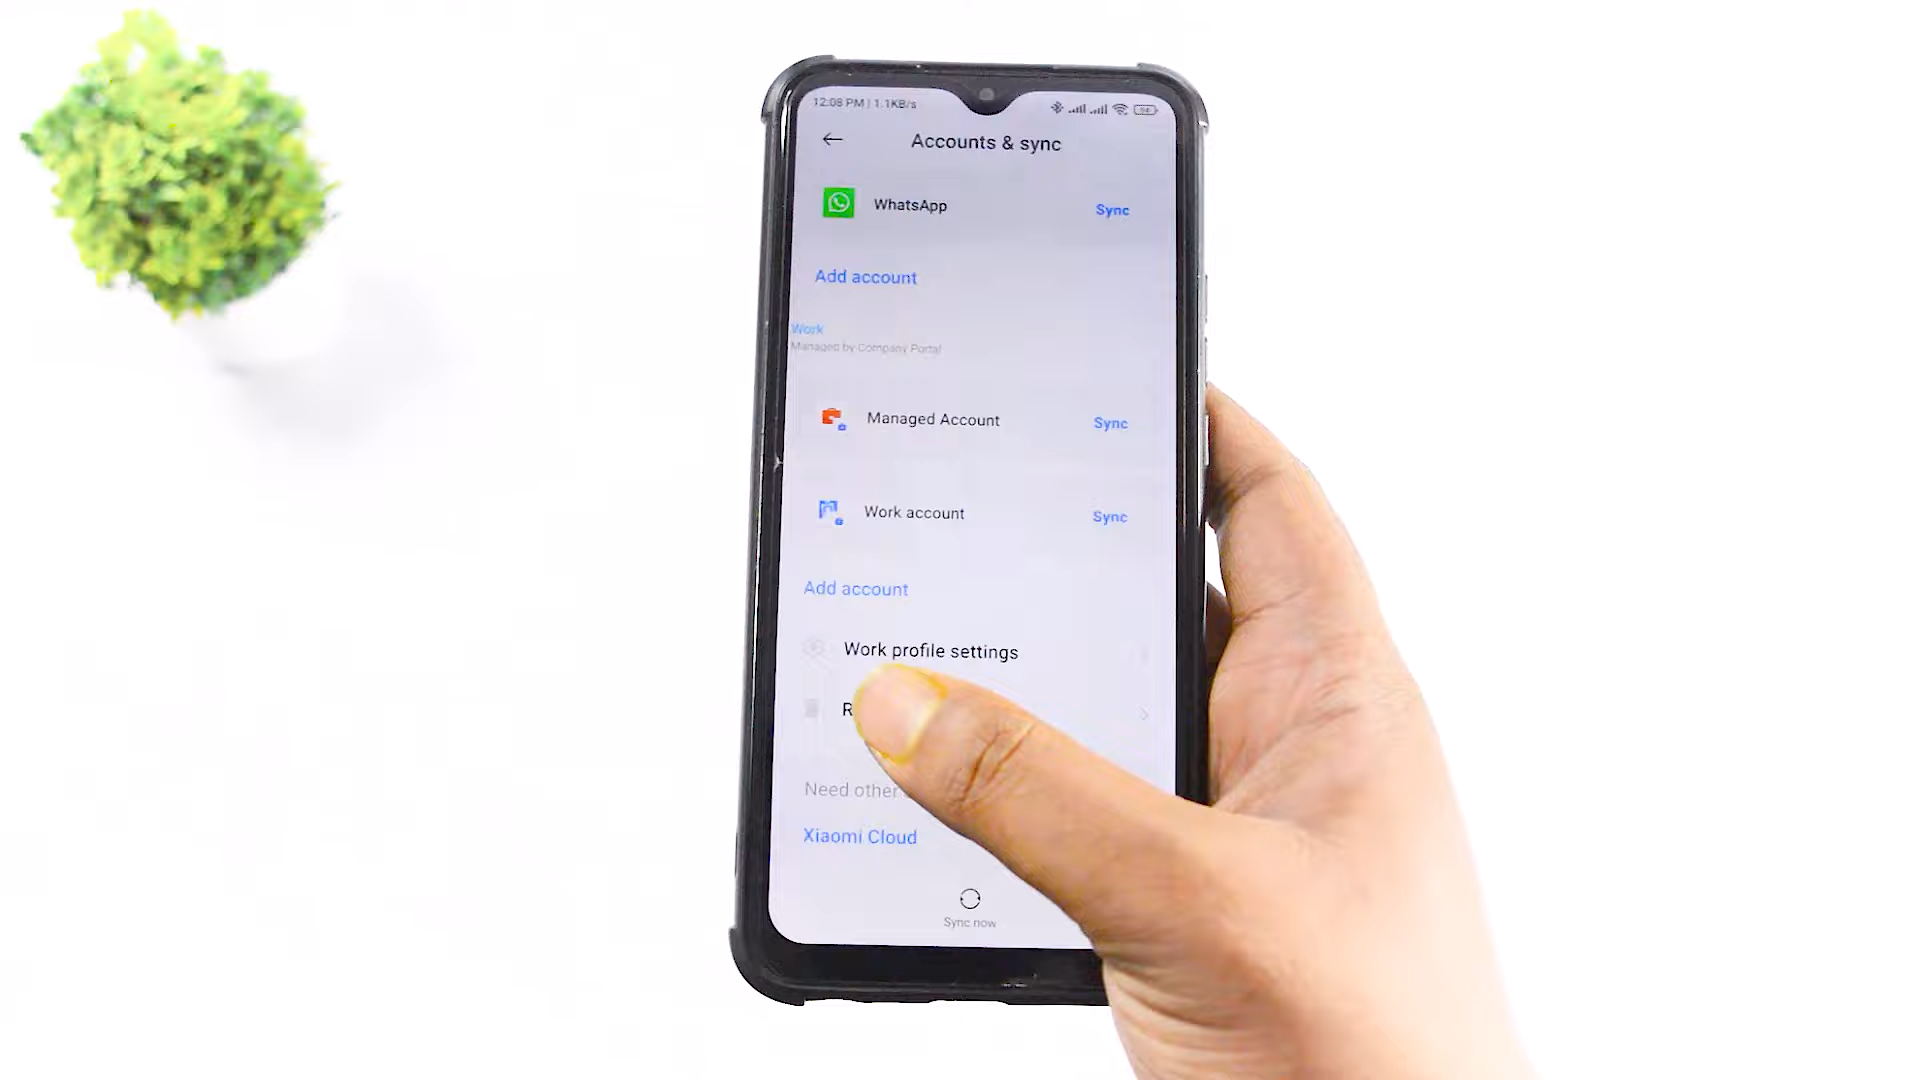 12:08 PM | 1.1KB/s
Accounts & sync
WhatsApp
Sync
Add account
Work
Managed by Company Portal
Managed Account
Sync
Work account
Sync
Add account
Work profile settings
R
Need other
Xiaomi Cloud
Sync now